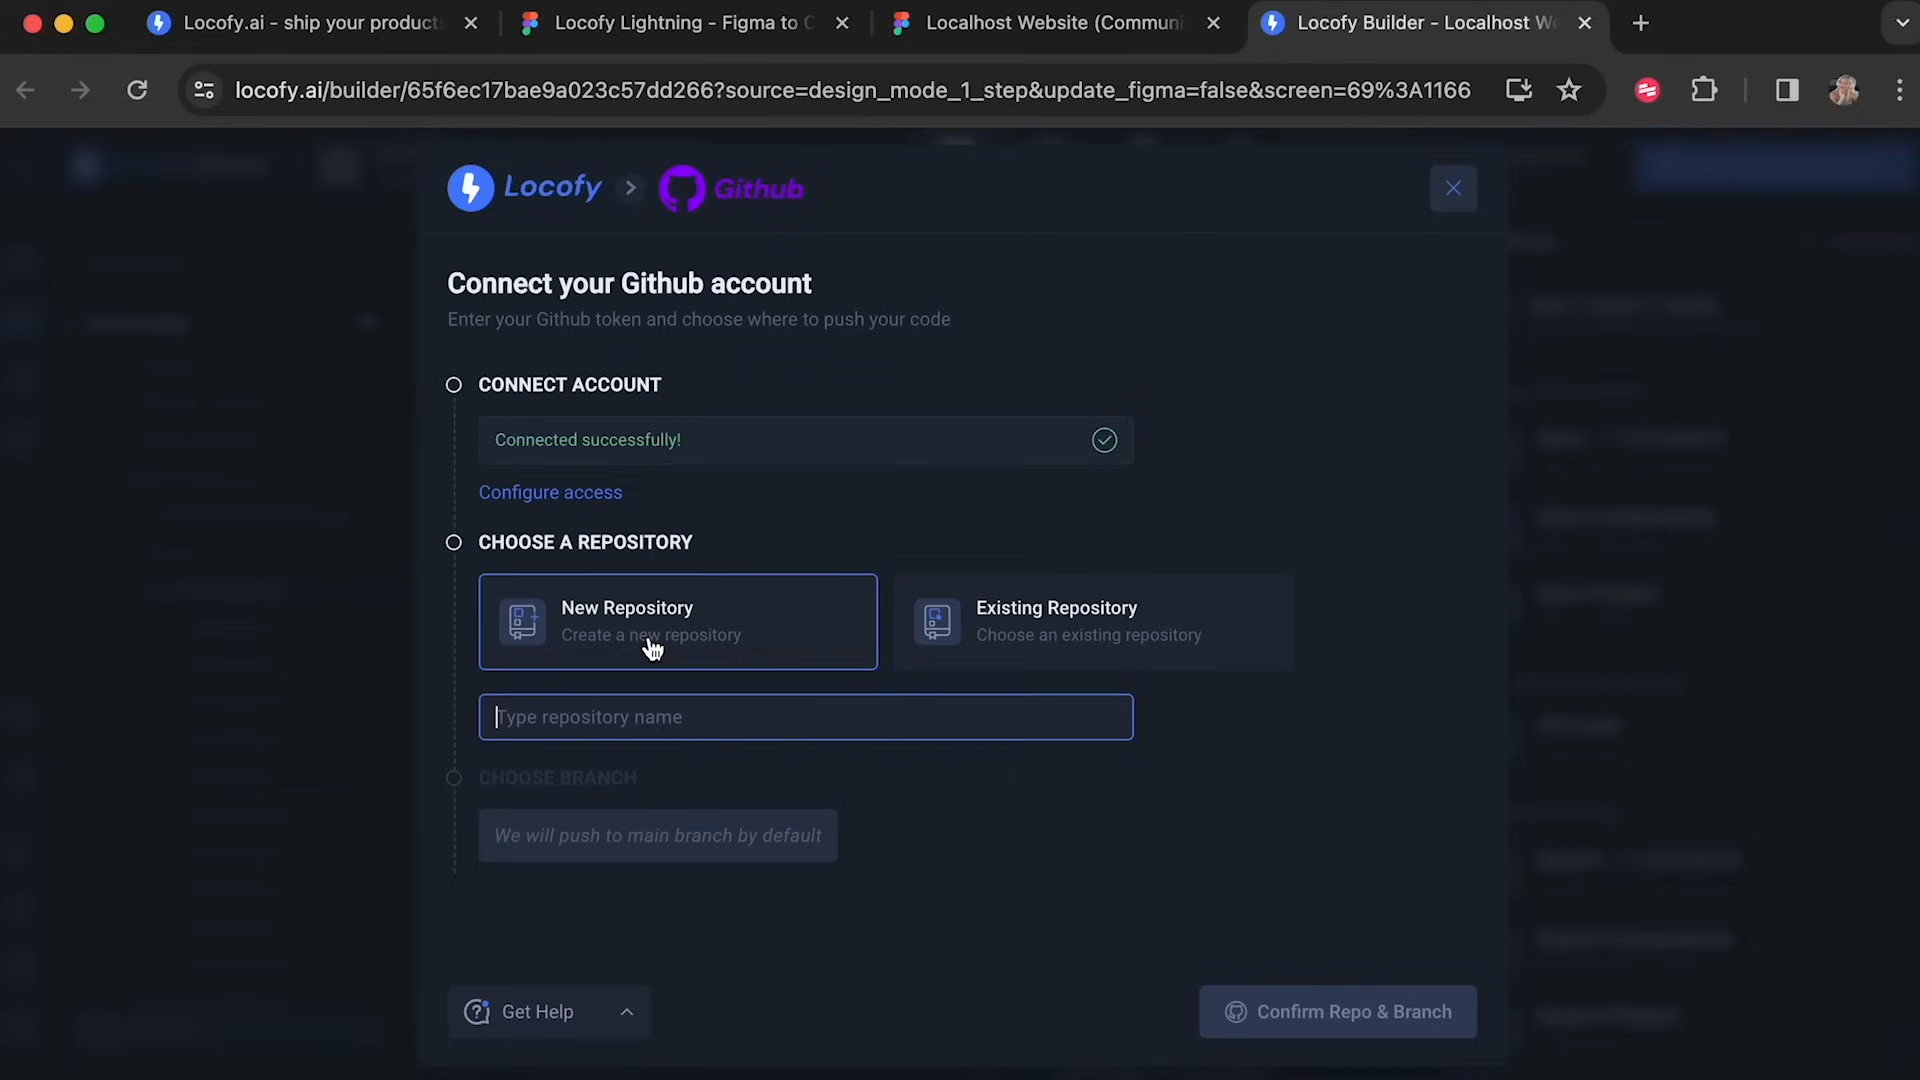 Locofy.ai - ship your product
Locofy Lightning - Figma to C
Localhost Website (Communi
Locofy Builder - Localhost W
locofy.ai/builder/65f6ec17bae9a023c57dd266?source=design_mode_1_step&update_figma=false&screen=69%3A1166
Locofy > Github
Connect your Github account
Enter your Github token and choose where to push your code
CONNECT ACCOUNT
Connected successfully!
Configure access
CHOOSE A REPOSITORY
New Repository
Create a new repository
Existing Repository
Choose an existing repository
Type repository name
CHOOSE BRANCH
We will push to main branch by default
Get Help
Confirm Repo & Branch